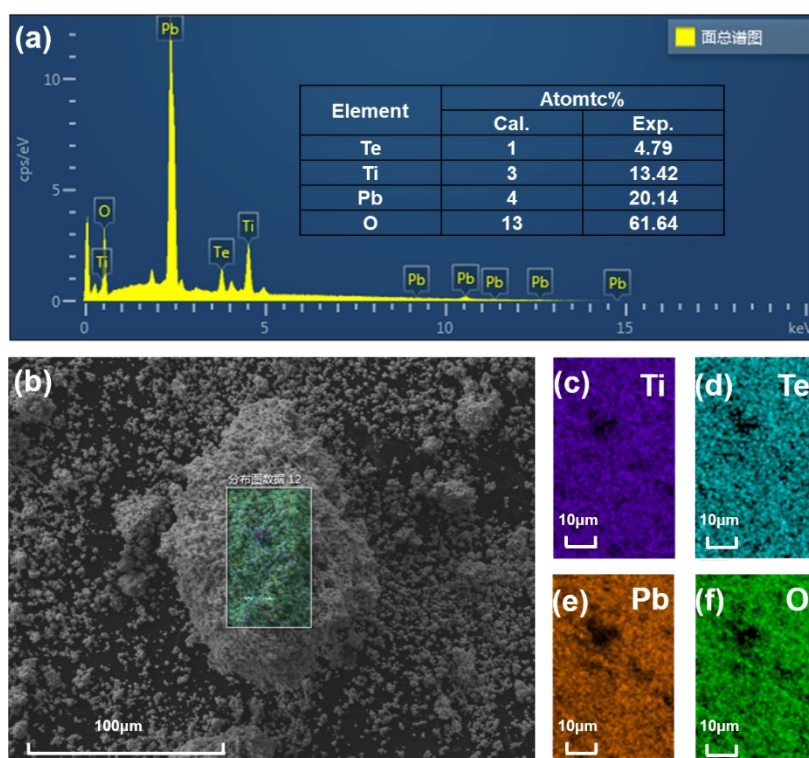 (a)
面总谱图
cps/eV
10
5
0
Pb
O
Ti
Te
Ti
Pb
Pb
Pb
Pb
Pb
0
5
10
15
keV
Element
Atomtc%
Cal.
Exp.
Te
1
4.79
Ti
3
13.42
Pb
4
20.14
O
13
61.64
(b)
分布图数据 12
100μm
(c)
Ti
10μm
(d)
Te
10μm
(e)
Pb
10μm
(f)
O
10μm